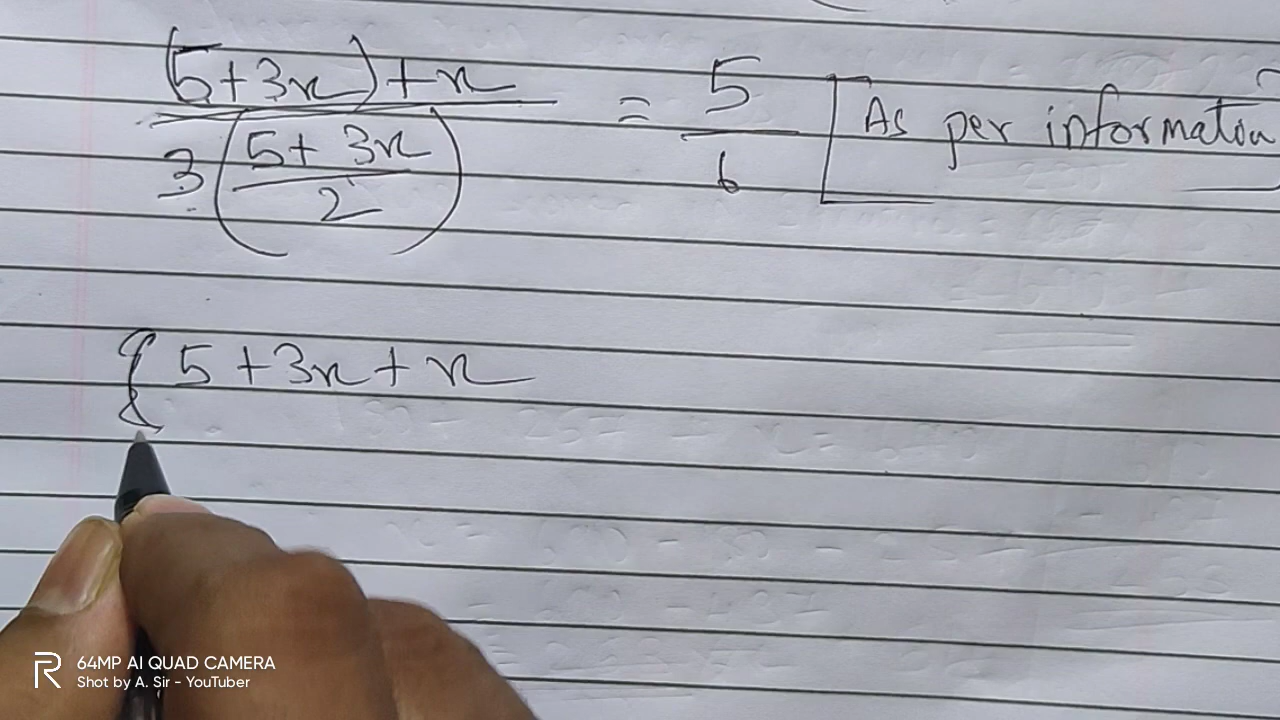 (5+3x)+x = 5 [As per informaton
3(5+3x 6
2)
{5+3x+x
64MP AI QUAD CAMERA
Shot by A. Sir - YouTuber